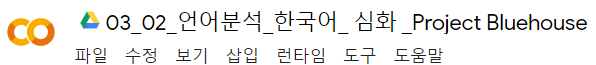 03_02_언어분석_한국어_ 심화 _Project Bluehouse
파일 수정 보기 삽입 런타임 도구 도움말